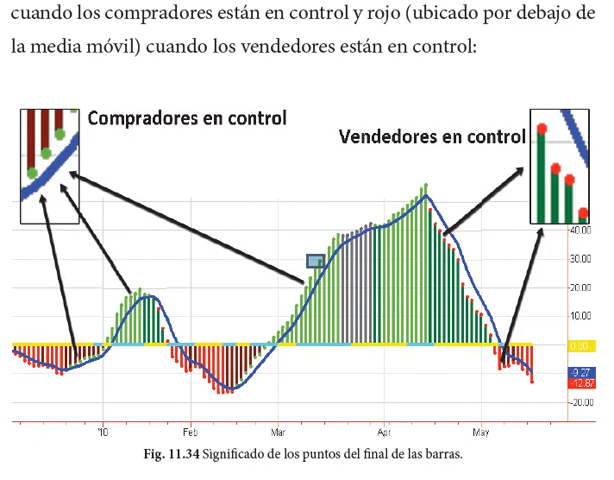 cuando los compradores están en control y rojo (ubicado por debajo de
la media móvil) cuando los vendedores están en control:
Compradores en control
Vendedores en control
40.00
30.00
20.00
10.00
0.00
-9.27
-12.87
-20.00
'10
Feb
Mar
Apr
May
Fig. 11.34 Significado de los puntos del final de las barras.